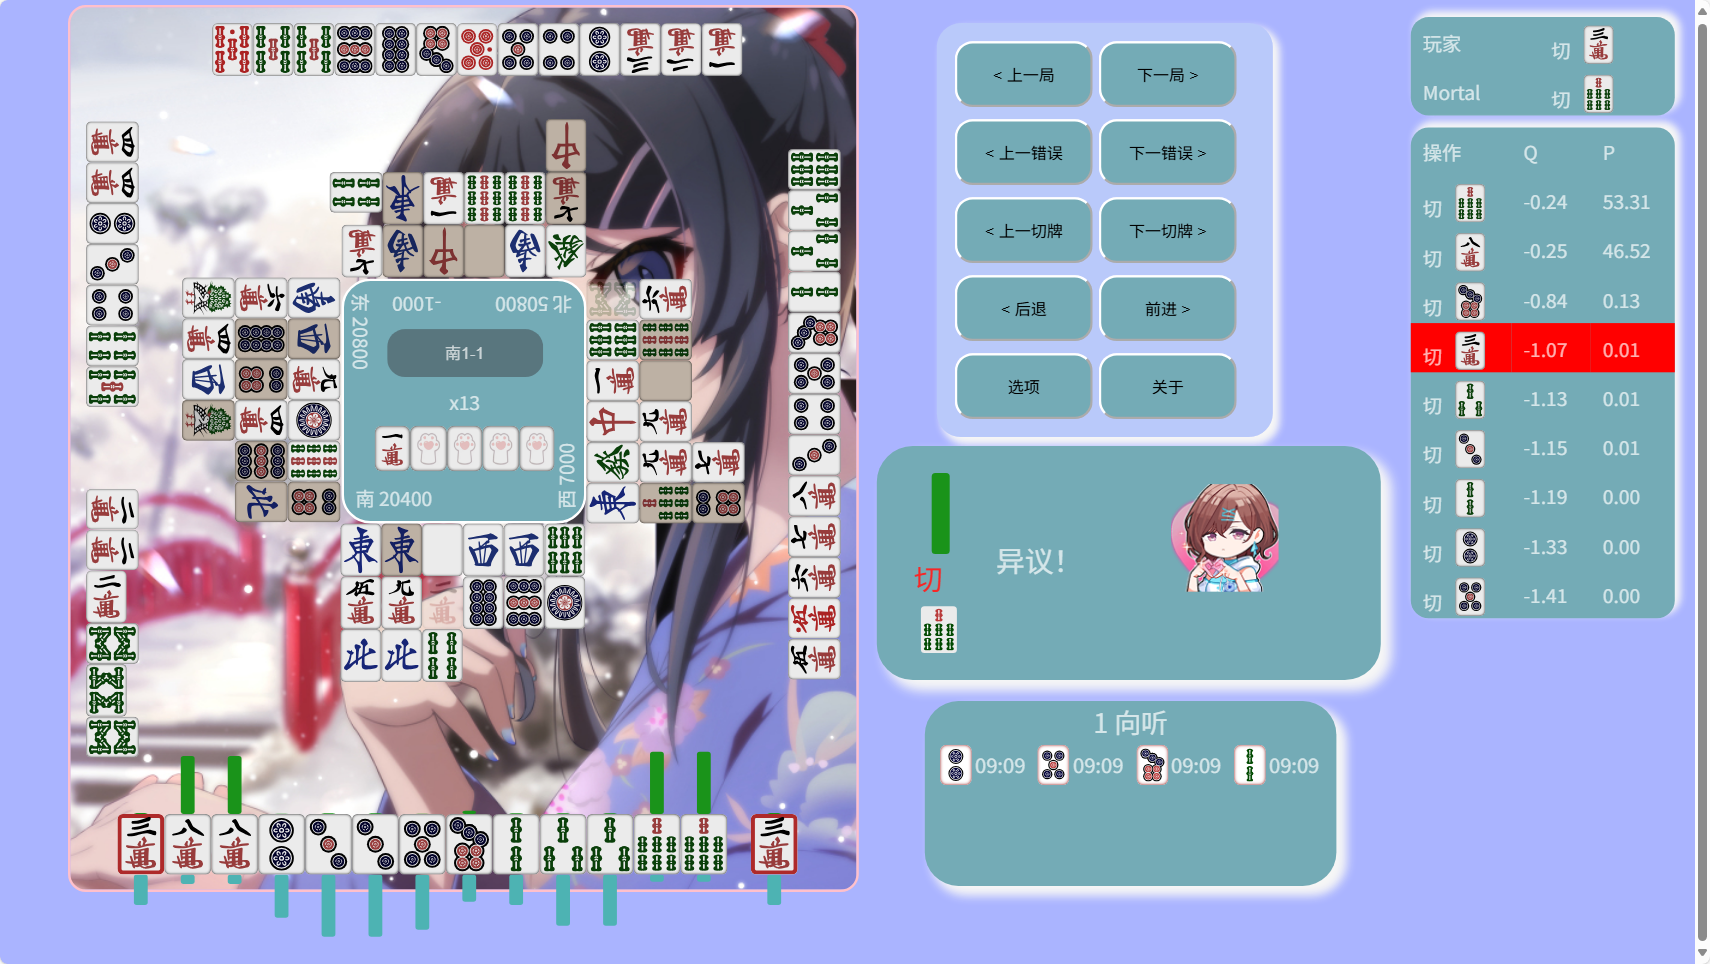 东 20800
-1000
北 50800
南1-1
x13
南 20400
西 7000
< 上一局
下一局 >
< 上一错误
下一错误 >
< 上一切牌
下一切牌 >
< 后退
前进 >
选项
关于
切
异议！
1 向听
09:09 09:09 09:09 09:09
玩家 切
Mortal 切
操作 Q P
切 -0.24 53.31
切 -0.25 46.52
切 -0.84 0.13
切 -1.07 0.01
切 -1.13 0.01
切 -1.15 0.01
切 -1.19 0.00
切 -1.33 0.00
切 -1.41 0.00